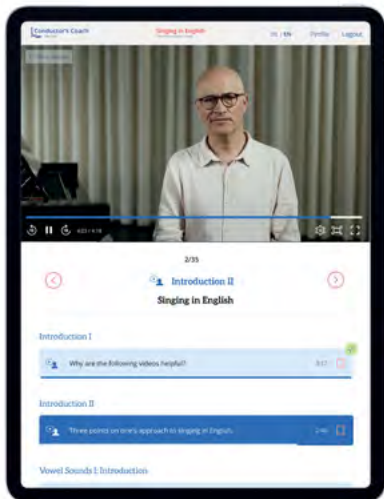 Conductor's Coach
Singing in English
DE / EN
Profile
Logout
2/35
Introduction II
Singing in English
Introduction I
Why are the following videos helpful?
Introduction II
Three points on one's approach to singing in English.
Vowel Sounds I: Introduction